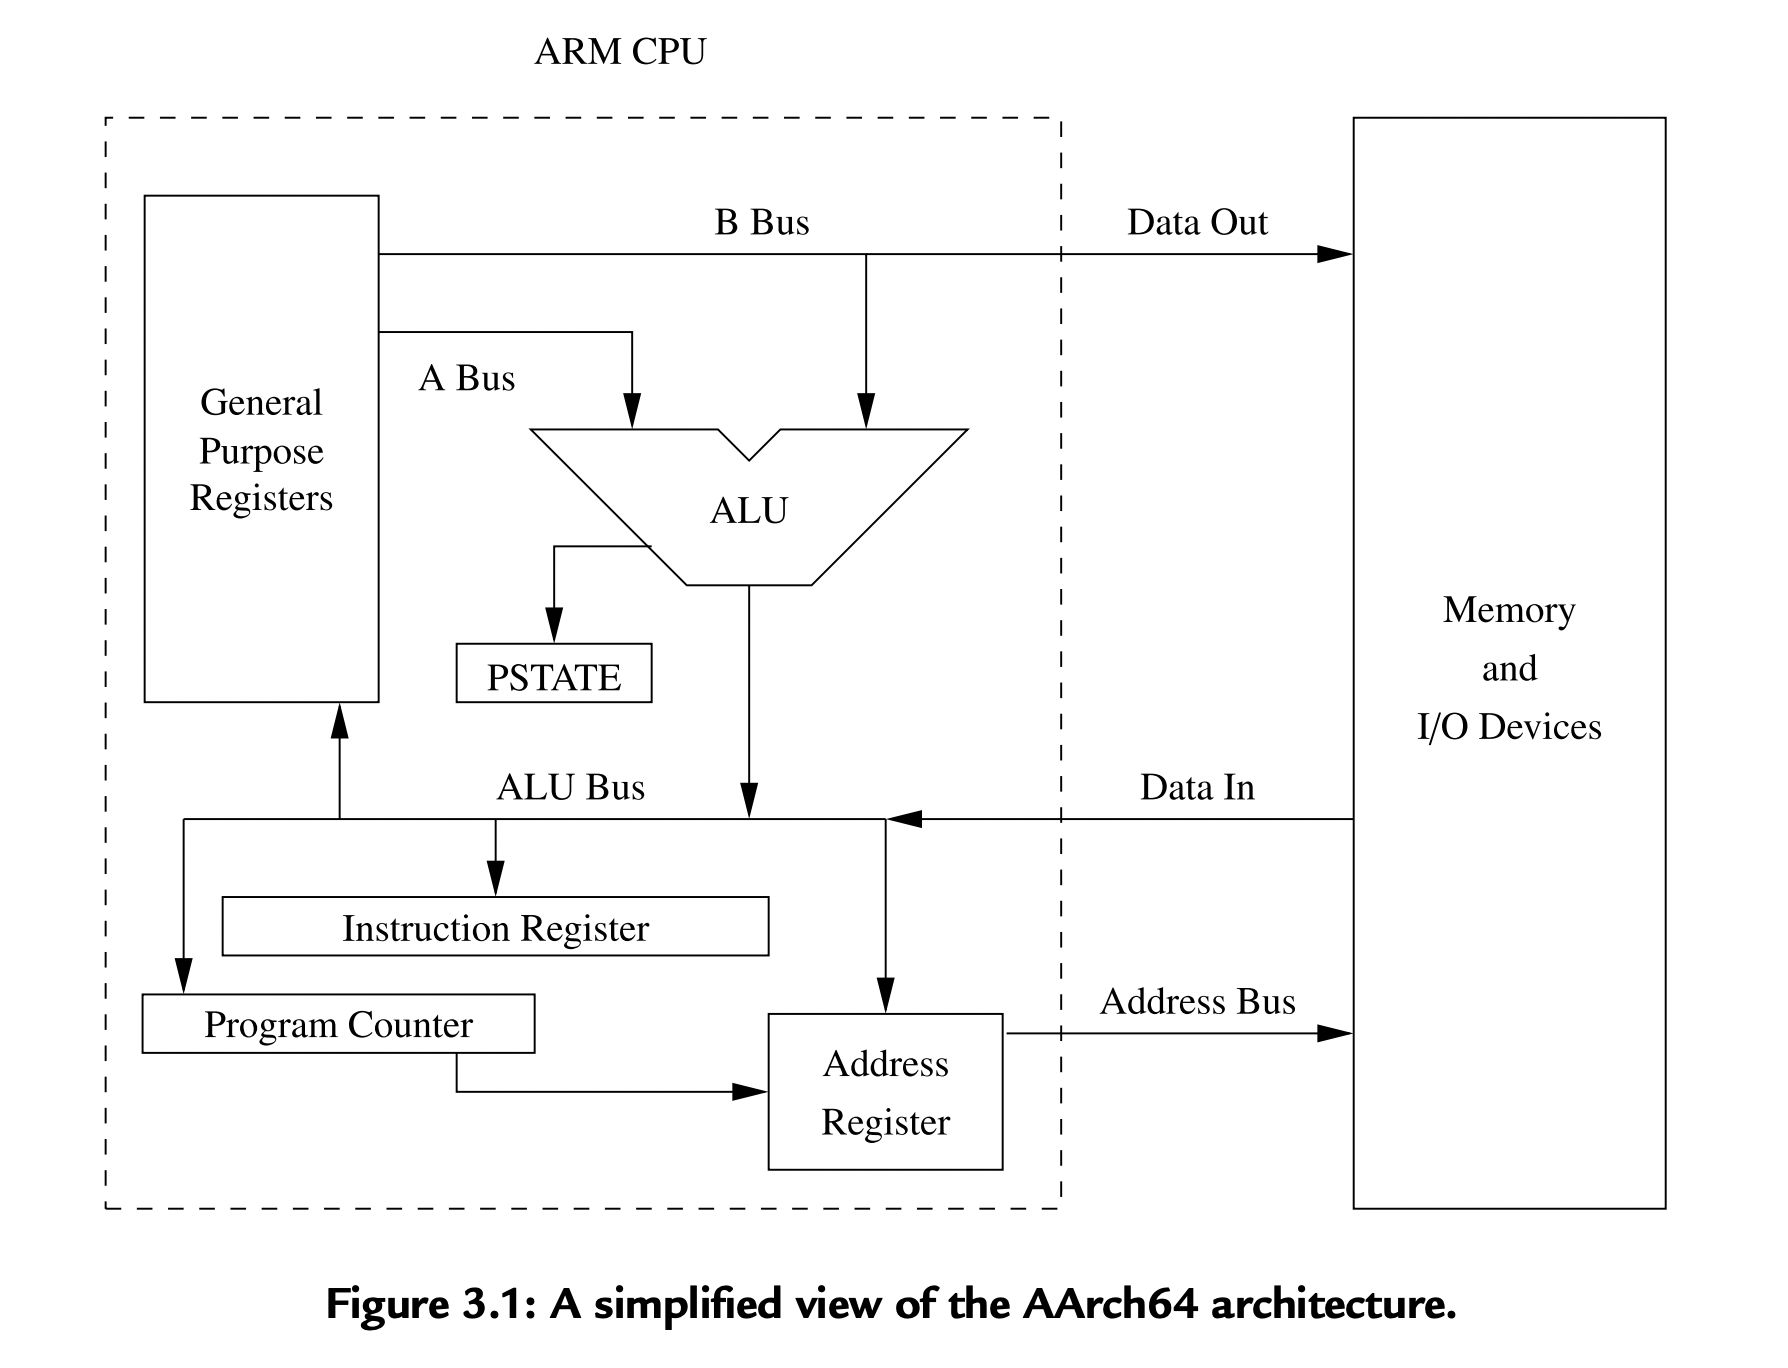 ARM CPU
B Bus
Data Out
A Bus
General
Purpose
Registers
ALU
PSTATE
Memory
and
I/O Devices
ALU Bus
Data In
Instruction Register
Program Counter
Address Bus
Address
Register
Figure 3.1: A simplified view of the AArch64 architecture.